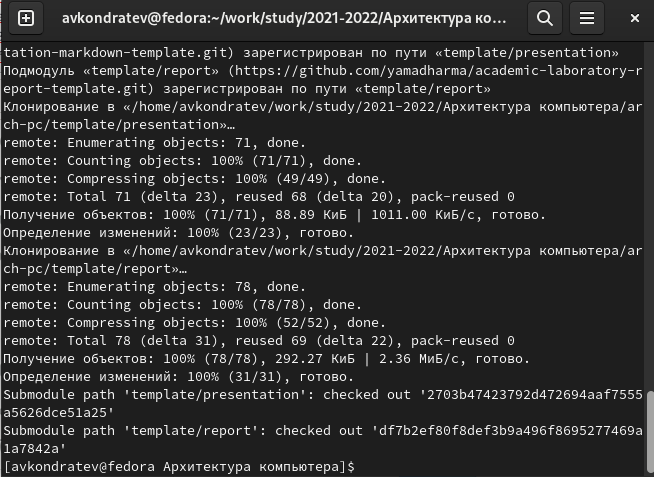 avkondratev@fedora:~/work/study/2021-2022/Архитектура ко...
tation-markdown-template.git) зарегистрирован по пути «template/presentation»
Подмодуль «template/report» (https://github.com/yamadharma/academic-laboratory-r
eport-template.git) зарегистрирован по пути «template/report»
Клонирование в «/home/avkondratev/work/study/2021-2022/Архитектура компьютера/ar
ch-pc/template/presentation»…
remote: Enumerating objects: 71, done.
remote: Counting objects: 100% (71/71), done.
remote: Compressing objects: 100% (49/49), done.
remote: Total 71 (delta 23), reused 68 (delta 20), pack-reused 0
Получение объектов: 100% (71/71), 88.89 КиБ | 1011.00 КиБ/с, готово.
Определение изменений: 100% (23/23), готово.
Клонирование в «/home/avkondratev/work/study/2021-2022/Архитектура компьютера/ar
ch-pc/template/report»…
remote: Enumerating objects: 78, done.
remote: Counting objects: 100% (78/78), done.
remote: Compressing objects: 100% (52/52), done.
remote: Total 78 (delta 31), reused 69 (delta 22), pack-reused 0
Получение объектов: 100% (78/78), 292.27 КиБ | 2.36 МиБ/с, готово.
Определение изменений: 100% (31/31), готово.
Submodule path 'template/presentation': checked out '2703b47423792d472694aaf7555
a5626dce51a25'
Submodule path 'template/report': checked out 'df7b2ef80f8def3b9a496f8695277469a
1a7842a'
[avkondratev@fedora Архитектура компьютера]$